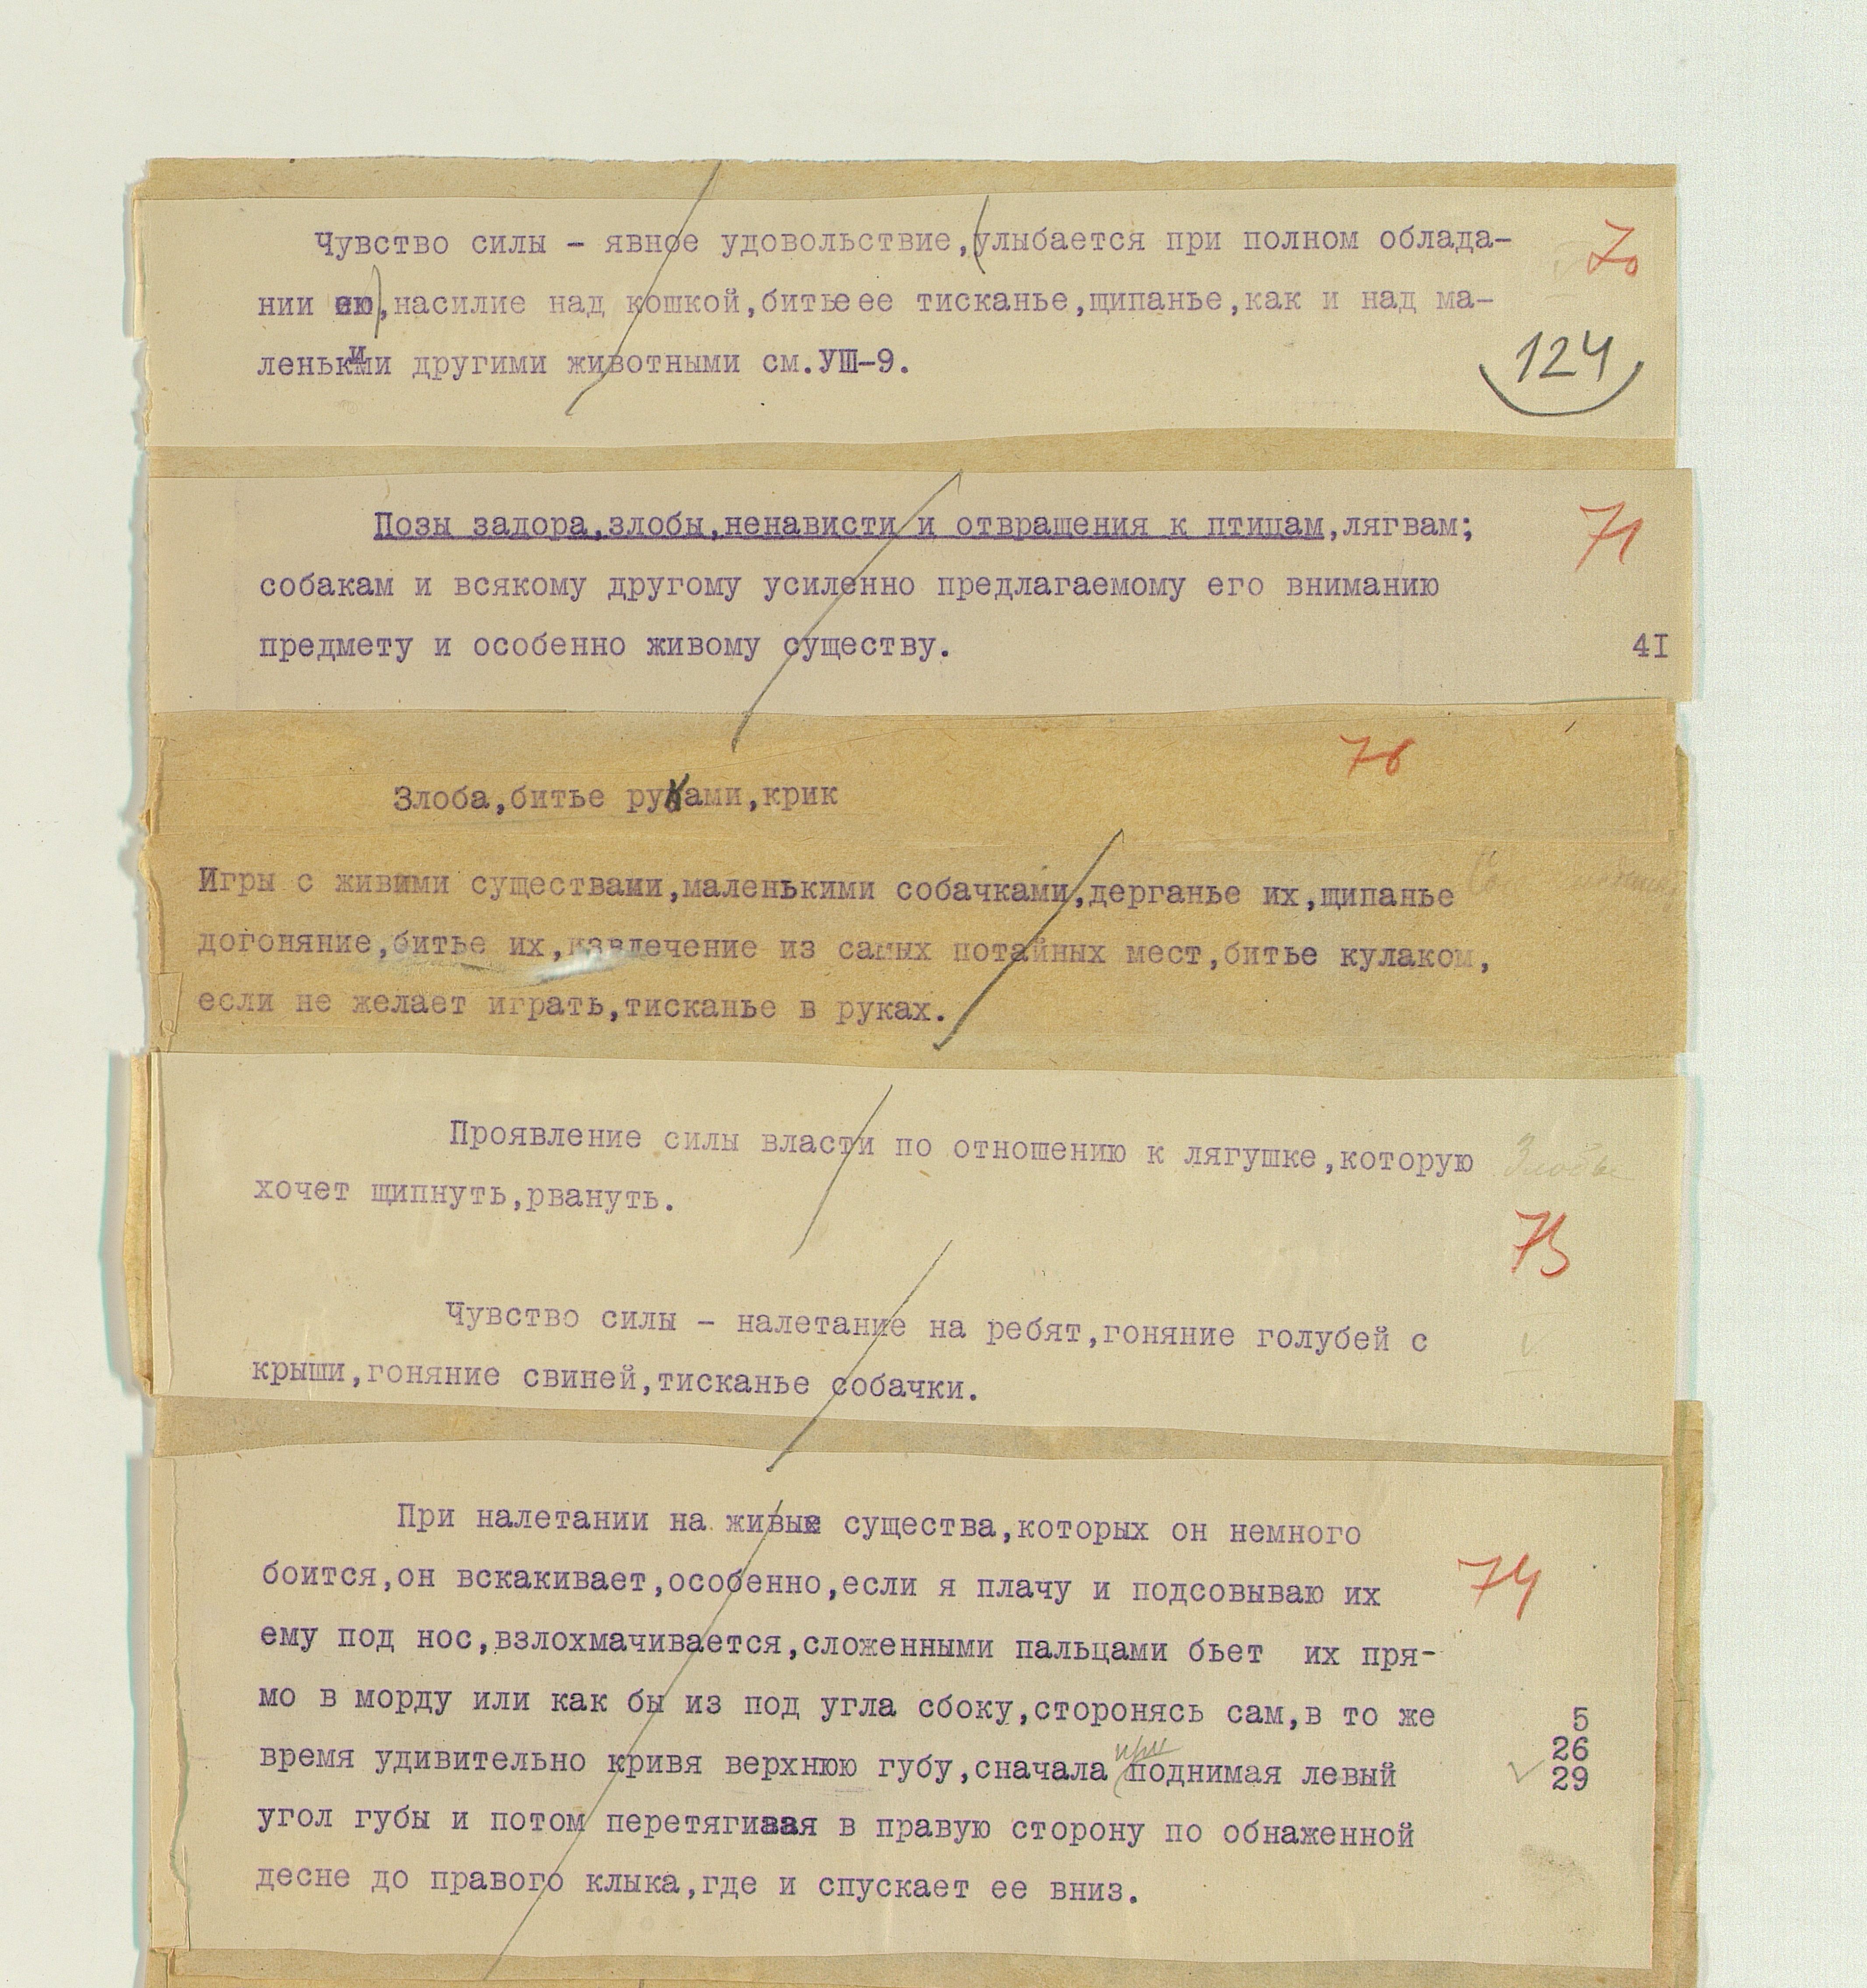 Чувство силы – явное удовольствие,(улыбается при полном облада-
70
нии ею),насилие над кошкой,битье ее тисканье,щипанье,как и над ма-
ленькими другими животными см.УШ-9.
124
Позы задора,злобы,ненависти и отвращения к птицам,лягвам;
71
собакам и всякому другому усиленно предлагаемому его вниманию
предмету и особенно живому существу.
41
76
Злоба,битье руками,крик
Игры с живыми существами,маленькими собачками,дерганье их,щипанье
догоняние,битье их,извлечение из самых потайных мест,битье кулаком,
если не желает играть,тисканье в руках.
Проявление силы власти по отношению к лягушке,которую
Злоба
хочет щипнуть,рвануть.
73
Чувство силы – налетание на ребят,гоняние голубей с
крыши,гоняние свиней,тисканье собачки.
При налетании на живые существа,которых он немного
74
боится,он вскакивает,особенно,если я плачу и подсовываю их
ему под нос,взлохмачивается,сложенными пальцами бьет их пря-
мо в морду или как бы из под угла сбоку,сторонясь сам,в то же
5
26
29
время удивительно кривя верхнюю губу,сначала приподнимая левый
угол губы и потом перетягивая в правую сторону по обнаженной
десне до правого клыка,где и спускает ее вниз.